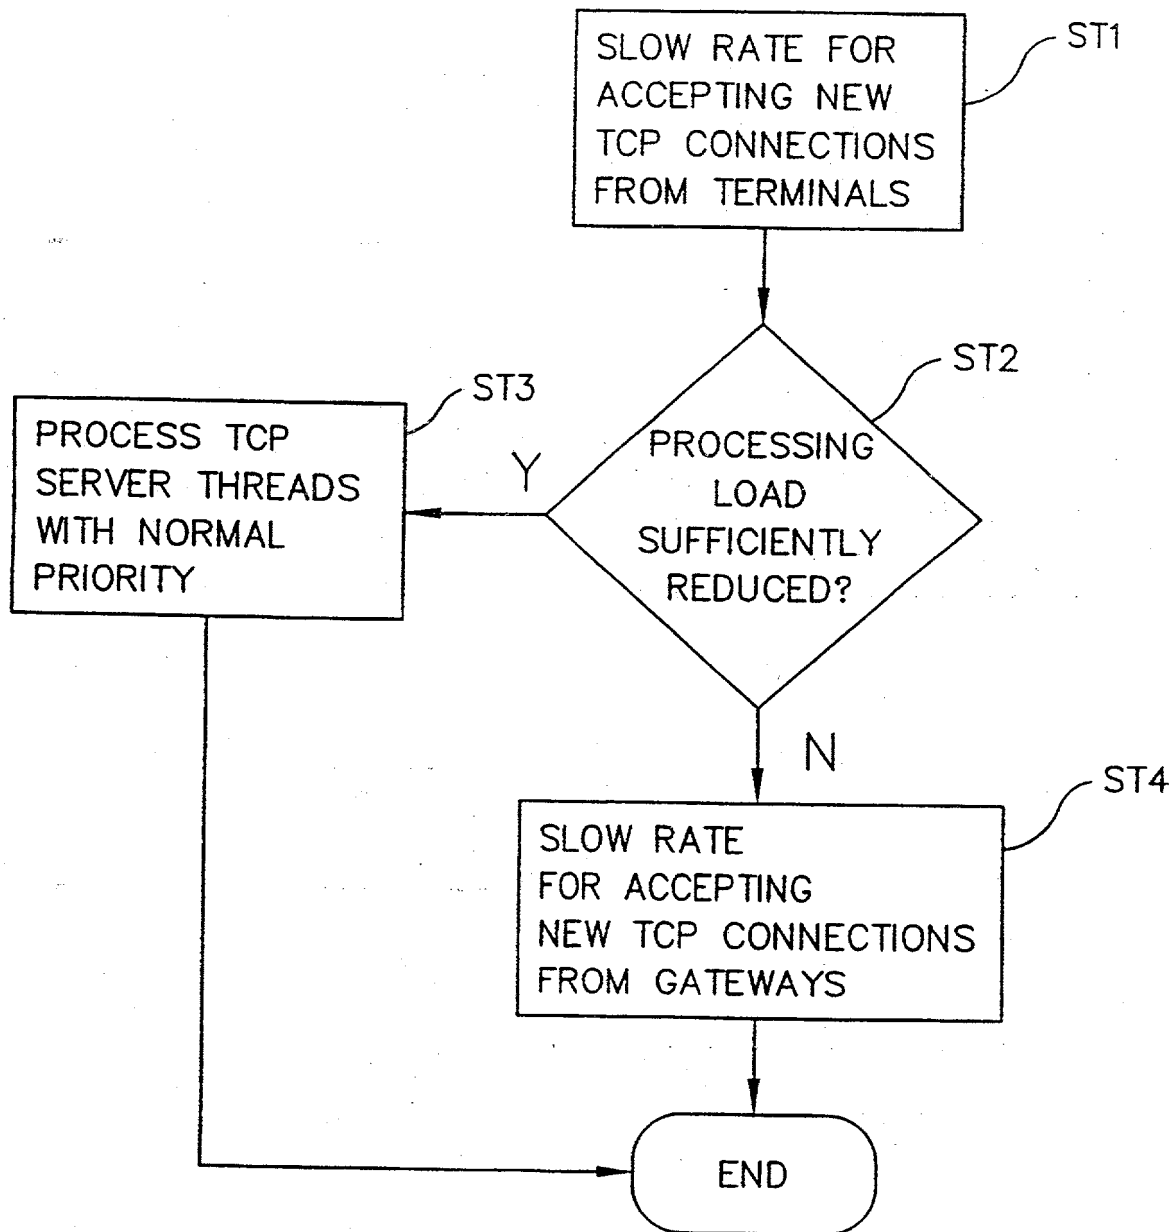 SLOW RATE FOR
ACCEPTING NEW
TCP CONNECTIONS
FROM TERMINALS
ST1
PROCESSING
LOAD
SUFFICIENTLY
REDUCED?
ST2
Y
PROCESS TCP
SERVER THREADS
WITH NORMAL
PRIORITY
ST3
N
SLOW RATE
FOR ACCEPTING
NEW TCP CONNECTIONS
FROM GATEWAYS
ST4
END